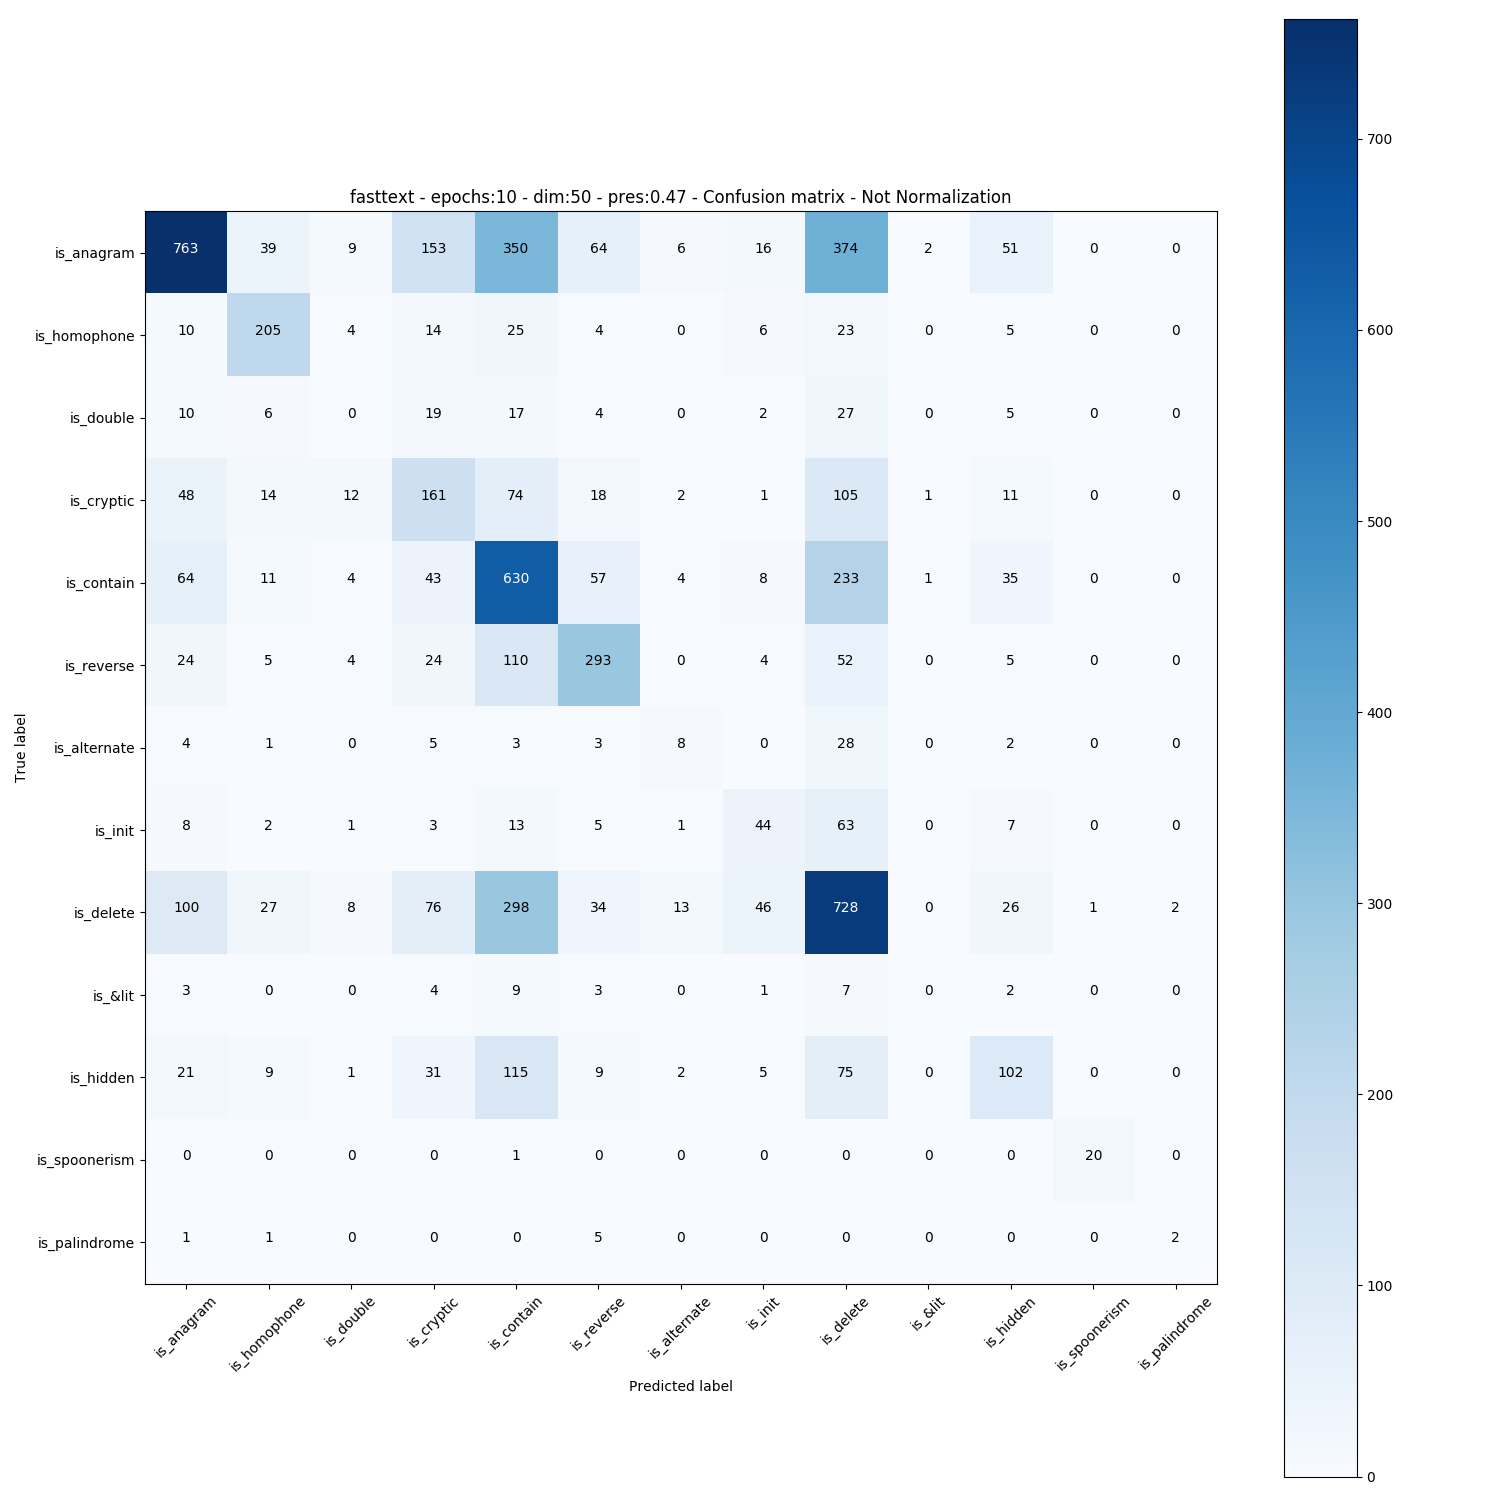 fasttext - epochs:10 - dim:50 - pres:0.47 - Confusion matrix - Not Normalization
is_anagram 763 39 9 153 350 64 6 16 374 2 51 0 0
is_homophone 10 205 4 14 25 4 0 6 23 0 5 0 0
is_double 10 6 0 19 17 4 0 2 27 0 5 0 0
is_cryptic 48 14 12 161 74 18 2 1 105 1 11 0 0
is_contain 64 11 4 43 630 57 4 8 233 1 35 0 0
is_reverse 24 5 4 24 110 293 0 4 52 0 5 0 0
is_alternate 4 1 0 5 3 3 8 0 28 0 2 0 0
is_init 8 2 1 3 13 5 1 44 63 0 7 0 0
is_delete 100 27 8 76 298 34 13 46 728 0 26 1 2
is_&lit 3 0 0 4 9 3 0 1 7 0 2 0 0
is_hidden 21 9 1 31 115 9 2 5 75 0 102 0 0
is_spoonerism 0 0 0 0 1 0 0 0 0 0 0 20 0
is_palindrome 1 1 0 0 0 5 0 0 0 0 0 0 2
True label
is_anagram is_homophone is_double is_cryptic is_contain is_reverse is_alternate is_init is_delete is_&lit is_hidden is_spoonerism is_palindrome
Predicted label
700
600
500
400
300
200
100
0